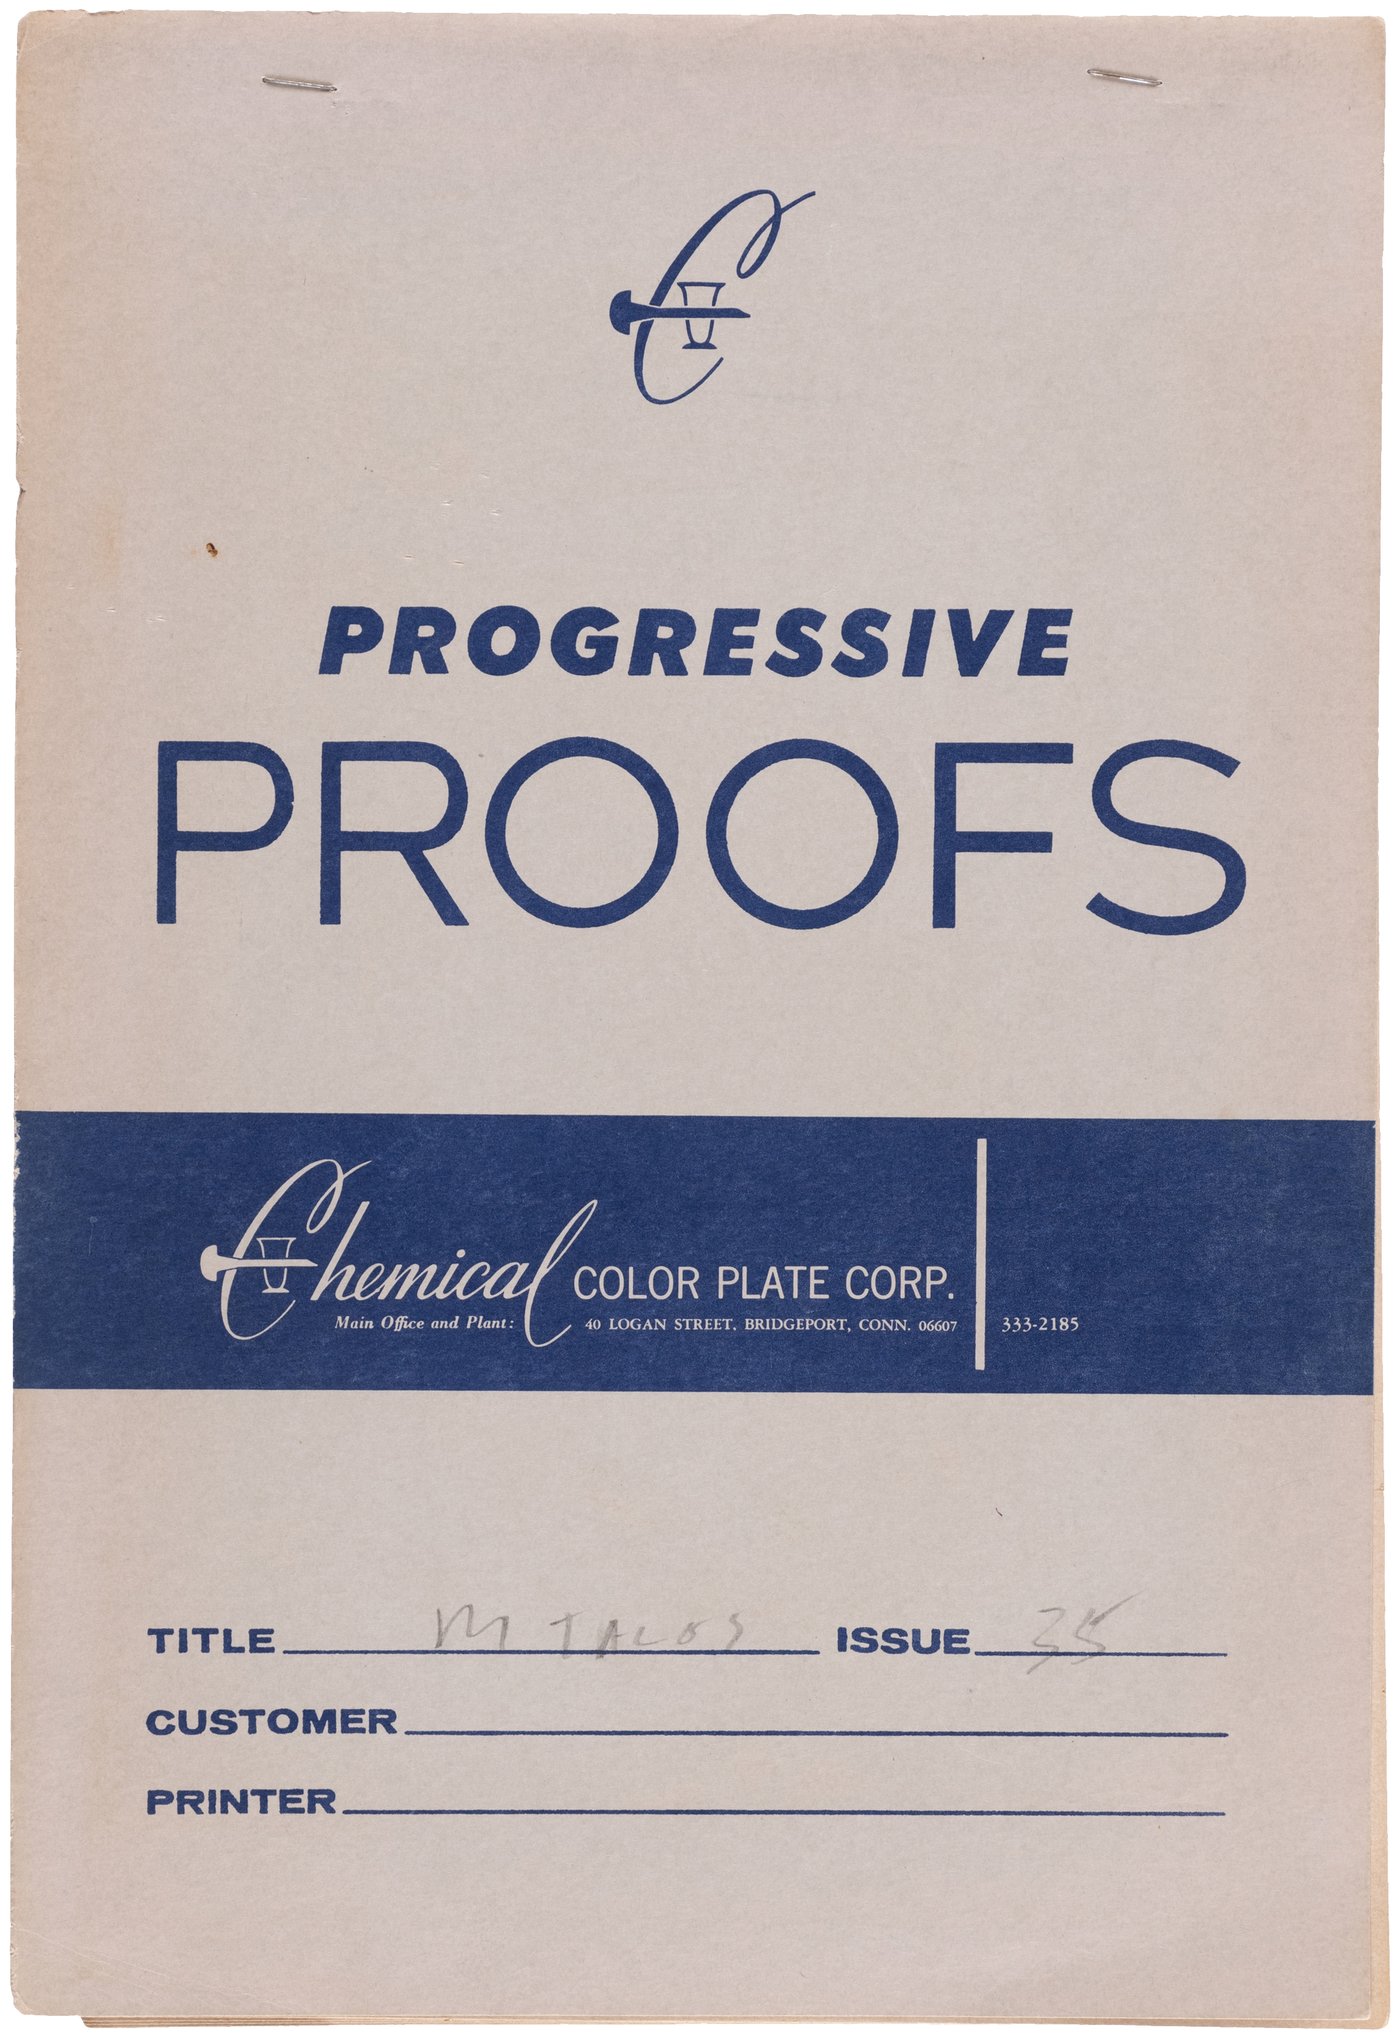 PROGRESSIVE
PROOFS
Chemical COLOR PLATE CORP.
Main Office and Plant: 40 LOGAN STREET. BRIDGEPORT, CONN. 06607 333-2185
TITLE M TALOS ISSUE 35
CUSTOMER
PRINTER